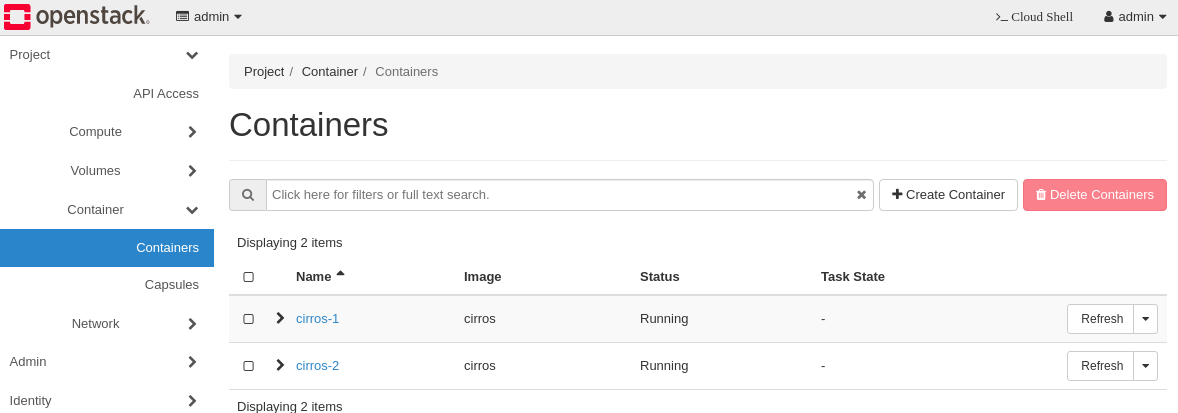 openstack.
admin
>_ Cloud Shell
admin
Project
API Access
Compute
Volumes
Container
Containers
Capsules
Network
Admin
Identity
Project / Container / Containers
Containers
Click here for filters or full text search.
Create Container
Delete Containers
Displaying 2 items
Name Image Status Task State
cirros-1 cirros Running - Refresh
cirros-2 cirros Running - Refresh
Displaying 2 items